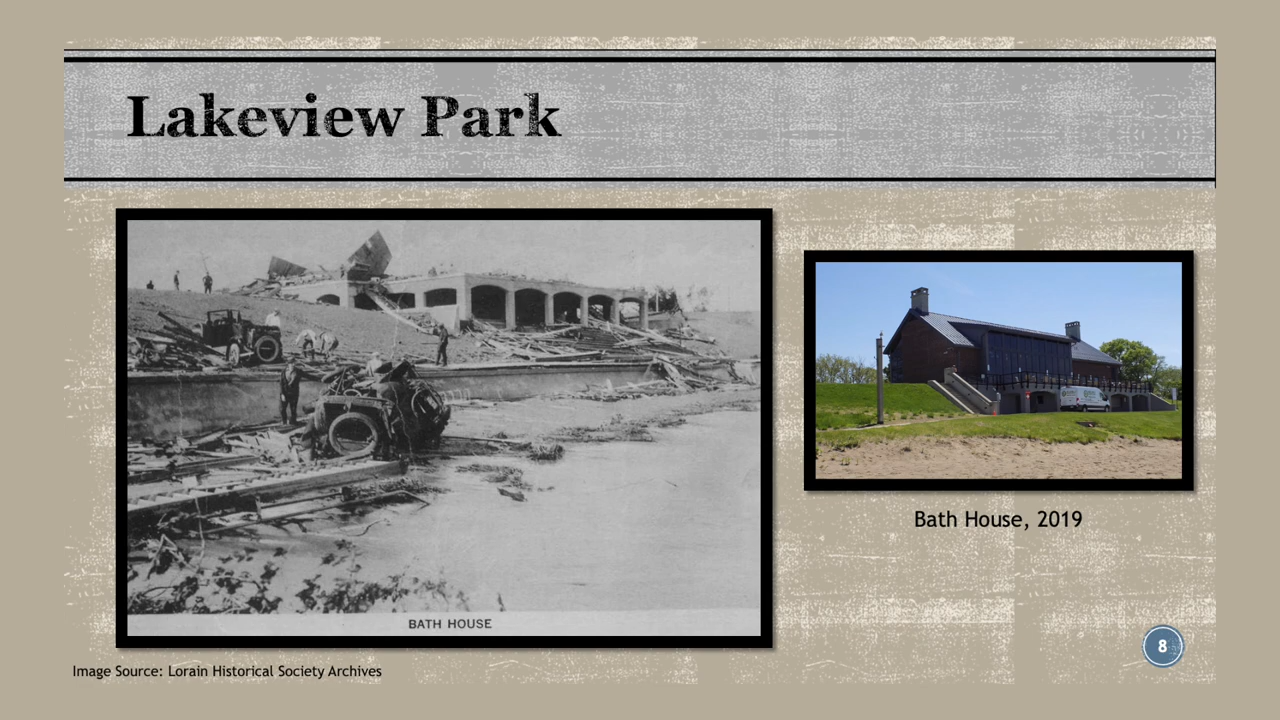 Lakeview Park
BATH HOUSE
Bath House, 2019
Image Source: Lorain Historical Society Archives
8